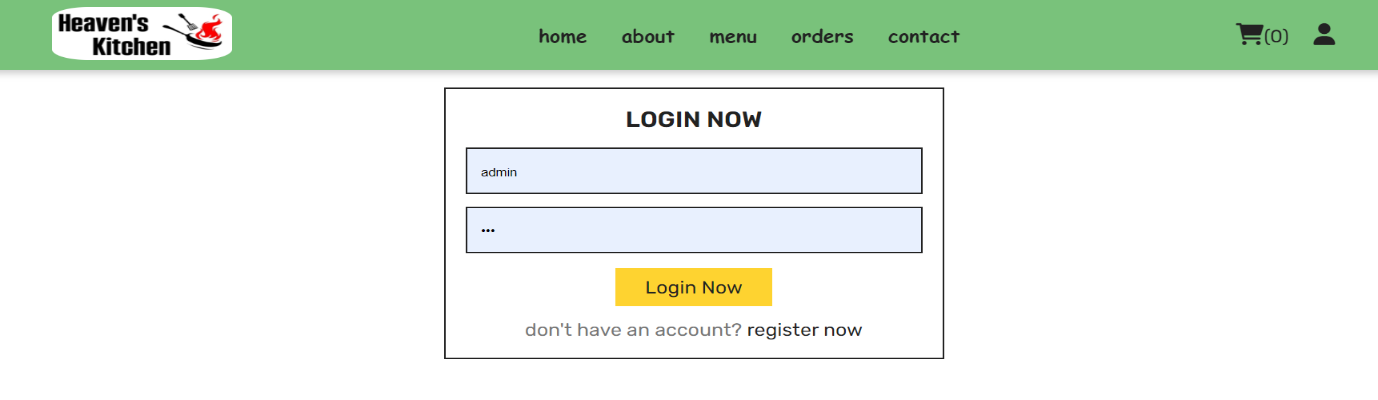 Heaven's
Kitchen
home about menu orders contact (0)
LOGIN NOW
admin
•••
Login Now
don't have an account? register now